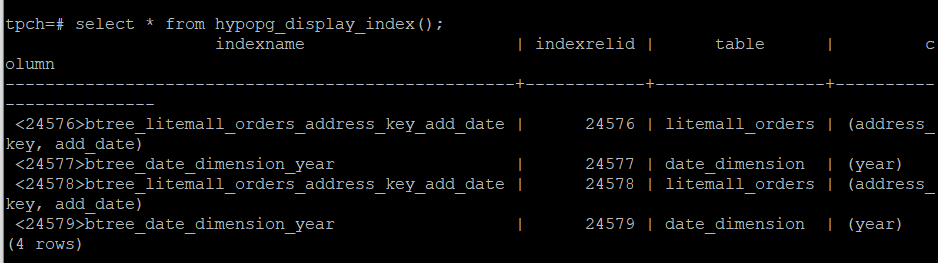 tpch=# select * from hypopg_display_index();
                     indexname                     | indexrelid |      table      |         c
olumn
---------------------------------------------------+------------+-----------------+----------
---------------
 <24576>btree_litemall_orders_address_key_add_date |      24576 | litemall_orders | (address_
key, add_date)
 <24577>btree_date_dimension_year                  |      24577 | date_dimension  | (year)
 <24578>btree_litemall_orders_address_key_add_date |      24578 | litemall_orders | (address_
key, add_date)
 <24579>btree_date_dimension_year                  |      24579 | date_dimension  | (year)
(4 rows)